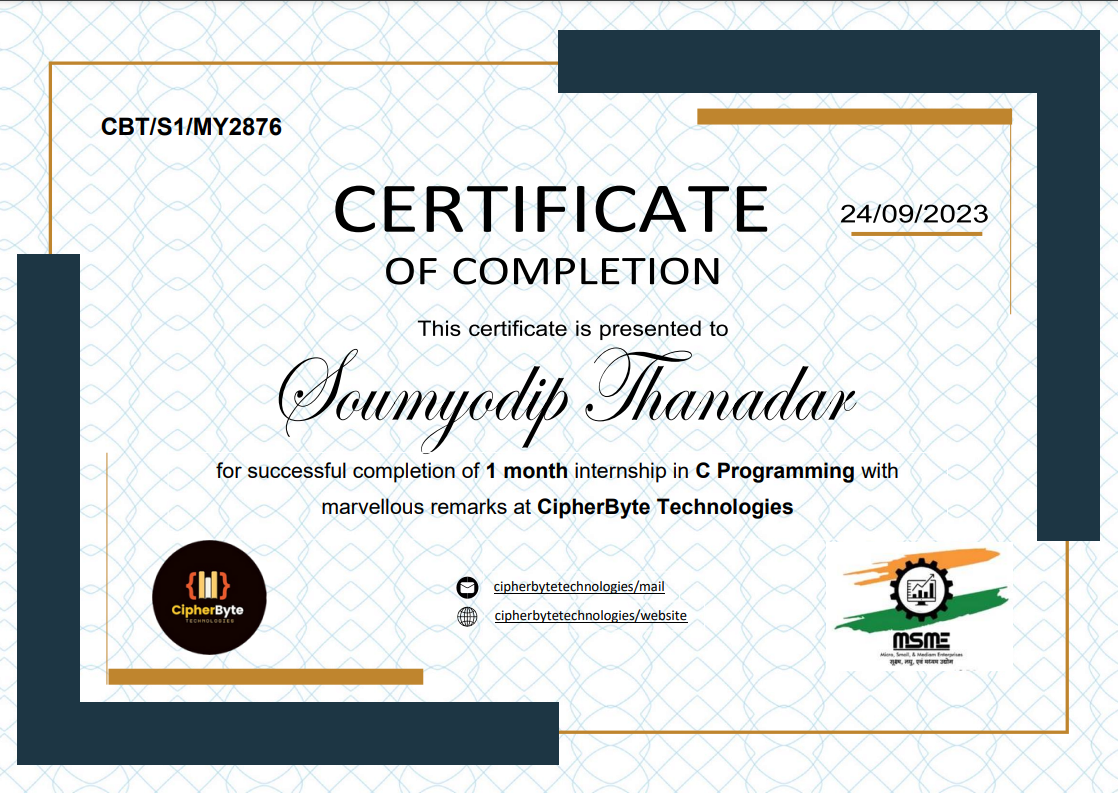 CBT/S1/MY2876
CERTIFICATE
24/09/2023
OF COMPLETION
This certificate is presented to
Soumyodip Thanadar
for successful completion of 1 month internship in C Programming with
marvellous remarks at CipherByte Technologies
{III}
CipherByte
TECHNOLOGIES
cipherbytetechnologies/mail
cipherbytetechnologies/website
MSME
Micro, Small, & Mediam Enterprises
सूक्ष्म, लघु, एवं मध्यम उद्योग